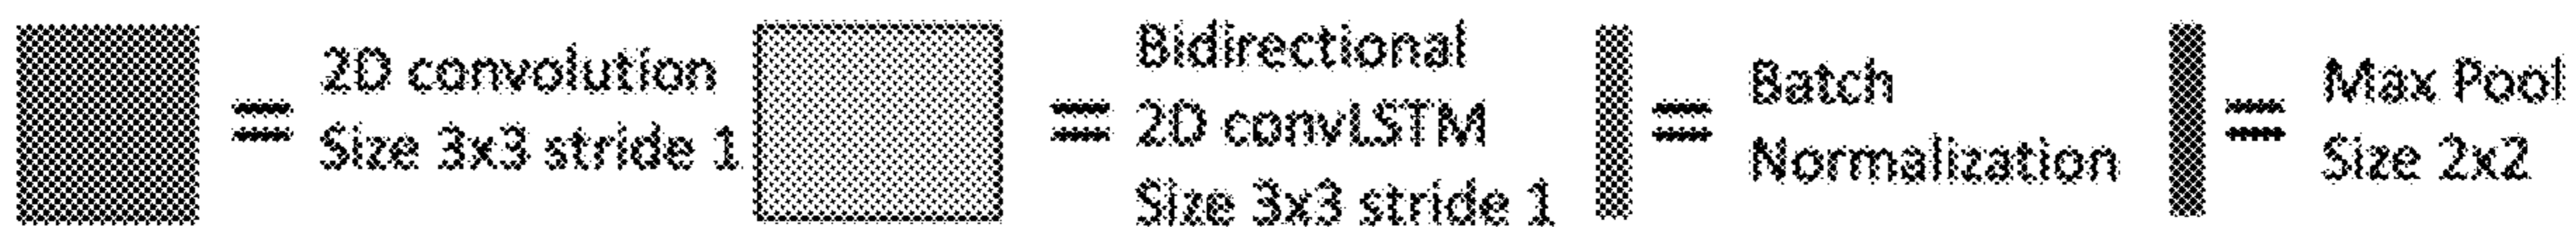 = 2D convolution
Size 3x3 stride 1
= Bidirectional
2D convLSTM
Size 3x3 stride 1
= Batch
Normalization
= Max Pool
Size 2x2